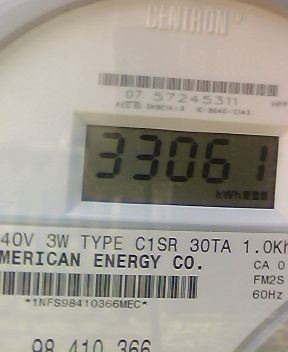 CENTRON®
07 57245311
33061
kWh
40V 3W TYPE C1SR 30TA 1.0Kh
MERICAN ENERGY CO.
CA 0
FM2S
60Hz
*1NFS98410366MEC*
98 410 366